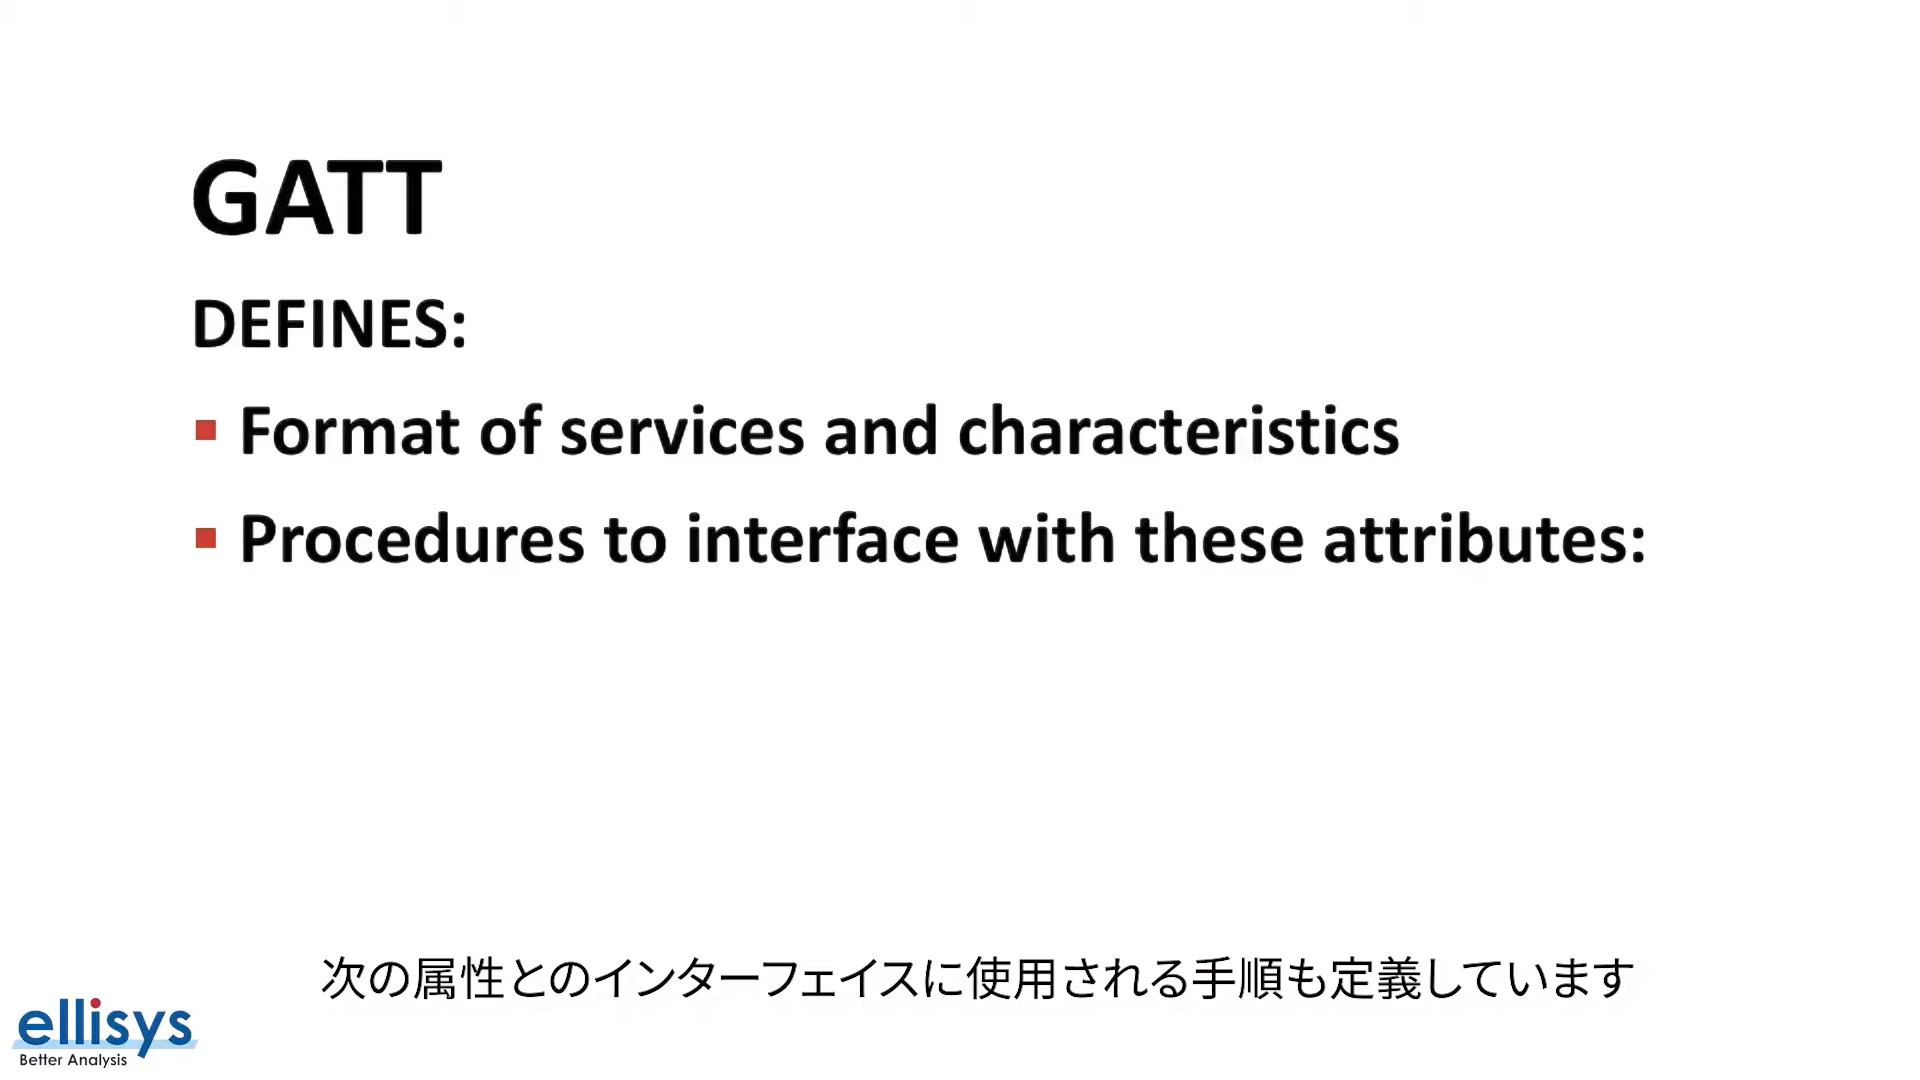 GATT
DEFINES:
▪ Format of services and characteristics
▪ Procedures to interface with these attributes:
次の属性とのインターフェイスに使用される手順も定義しています
ellisys
Better Analysis